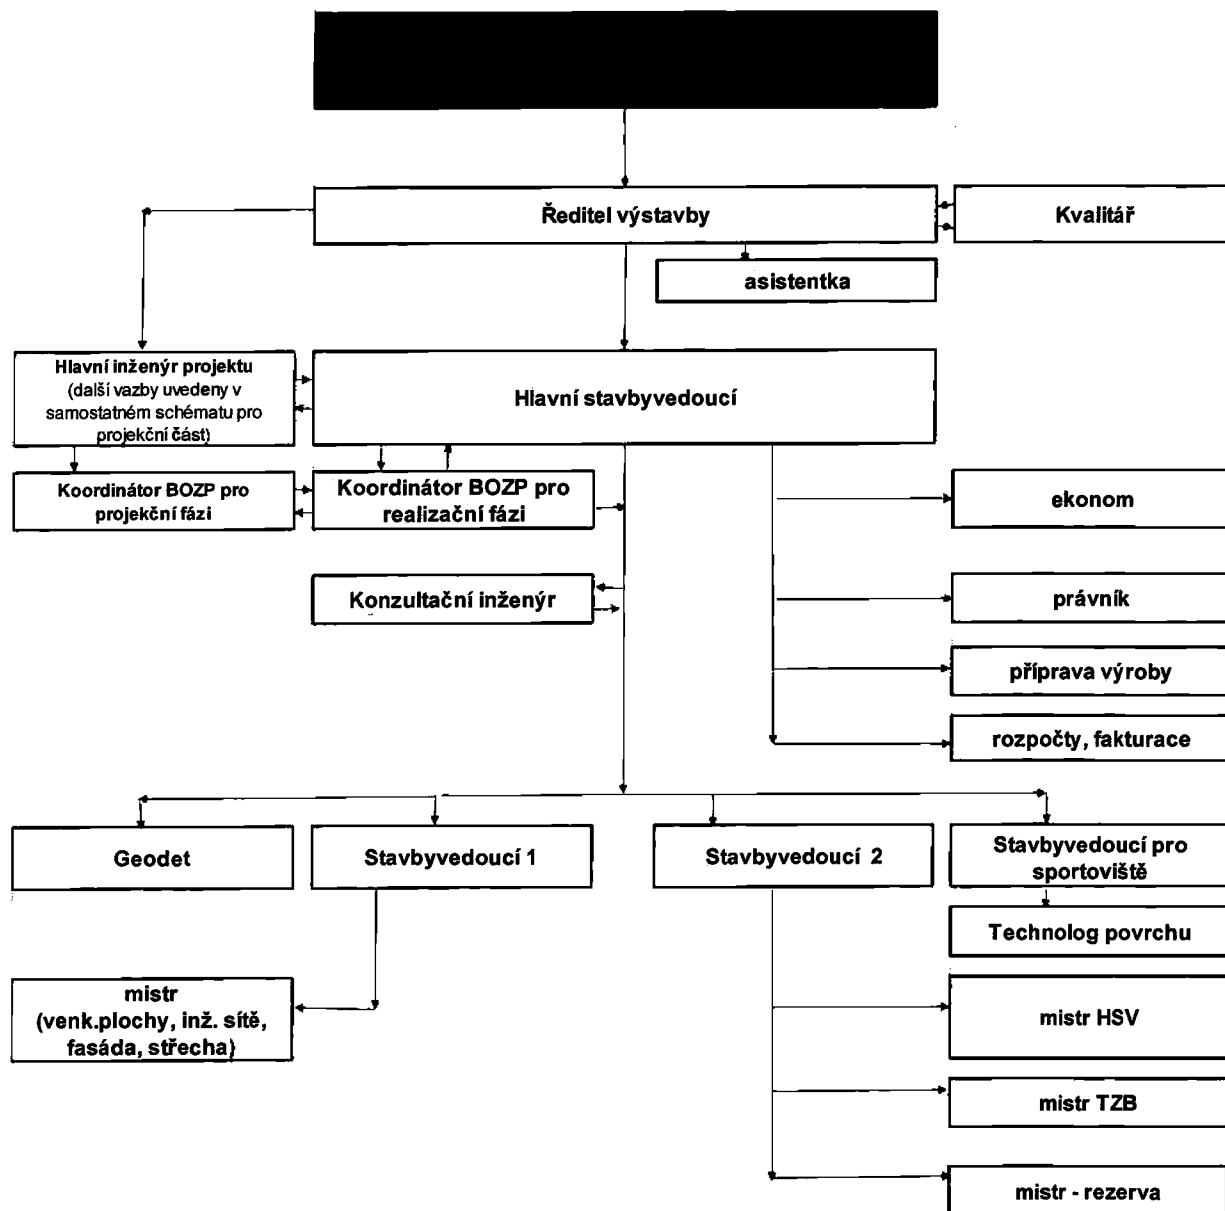 Ředitel výstavby
Kvalitář
asistentka
Hlavní inženýr projektu
(další vazby uvedeny v
samostatném schématu pro
projekční část)
Hlavní stavbyvedoucí
Koordinátor BOZP pro
projekční fázi
Koordinátor BOZP pro
realizační fázi
ekonom
Konzultační inženýr
právník
příprava výroby
rozpočty, fakturace
Geodet
Stavbyvedoucí 1
Stavbyvedoucí 2
Stavbyvedoucí pro
sportoviště
Technolog povrchu
mistr
(venk.plochy, inž. sítě,
fasáda, střecha)
mistr HSV
mistr TZB
mistr - rezerva